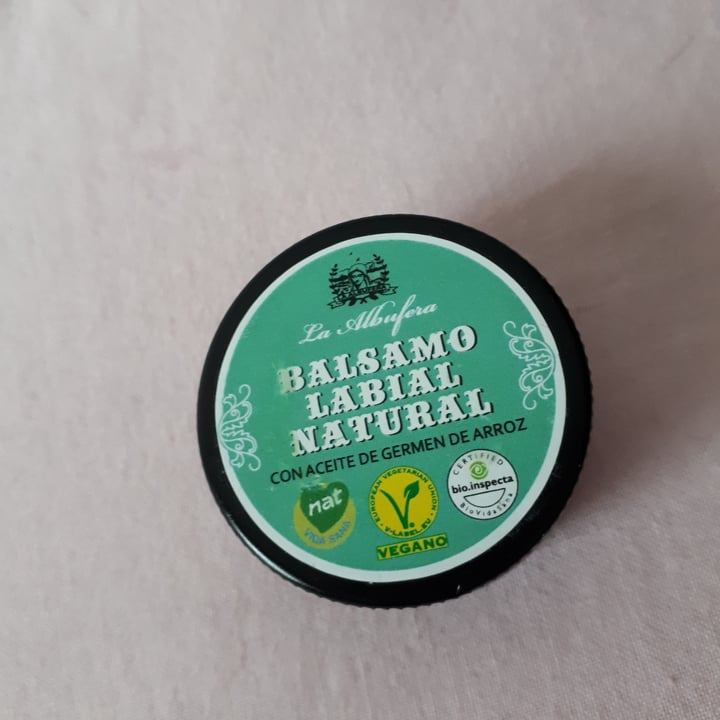 La Albufera
BALSAMO
LABIAL
NATURAL
CON ACEITE DE GERMEN DE ARROZ
nat
VIDA SANA
EUROPEAN VEGETARIAN UNION
V-LABEL.EU
VEGANO
CERTIFIED
bio.inspecta
BioVidaSana